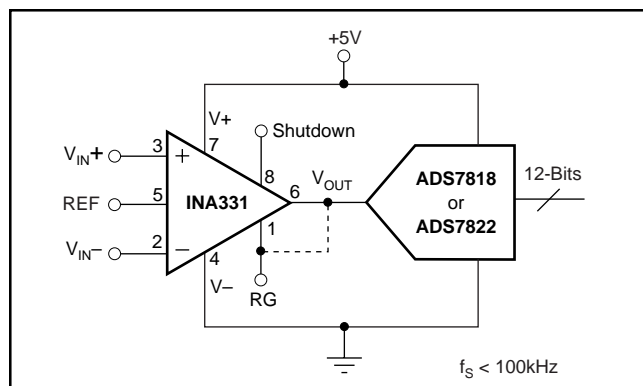 +5V
V+
7
Shutdown
8
V_IN+
3
+
REF
5
INA331
6
V_OUT
V_IN–
2
–
1
4
V–
RG
ADS7818
or
ADS7822
12-Bits
f_S < 100kHz